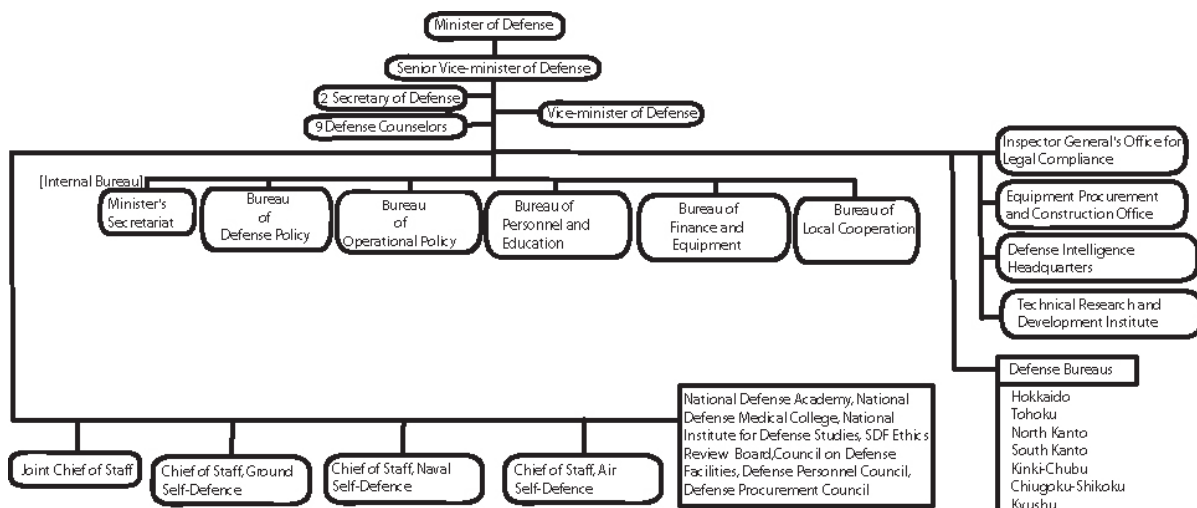 Minister of Defense
Senior Vice-minister of Defense
2 Secretary of Defense
Vice-minister of Defense
9 Defense Counselors
Inspector General's Office for
Legal Compliance
Equipment Procurement
and Construction Office
Defense Intelligence
Headquarters
Technical Research and
Development Institute
[Internal Bureau]
Minister's
Secretariat
Bureau
of
Defense Policy
Bureau
of
Operational Policy
Bureau of
Personnel and
Education
Bureau of
Finance and
Equipment
Bureau of
Local Cooperation
Defense Bureaus
Hokkaido
Tohoku
North Kanto
South Kanto
Kinki-Chubu
Chiugoku-Shikoku
Kyushu
Joint Chief of Staff
Chief of Staff, Ground
Self-Defence
Chief of Staff, Naval
Self-Defence
Chief of Staff, Air
Self-Defence
National Defense Academy, National
Defense Medical College, National
Institute for Defense Studies, SDF Ethics
Review Board,Council on Defense
Facilities, Defense Personnel Council,
Defense Procurement Council